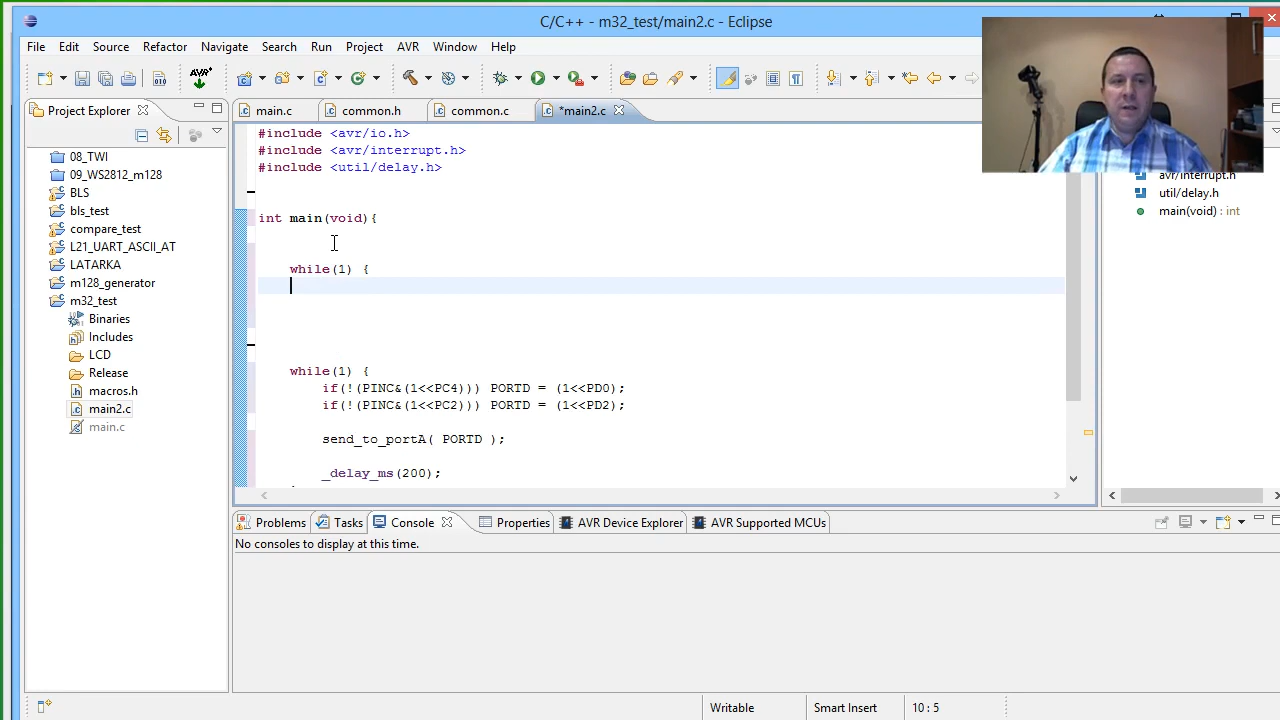 C/C++ - m32_test/main2.c - Eclipse
File Edit Source Refactor Navigate Search Run Project AVR Window Help
Project Explorer
main.c common.h common.c *main2.c
08_TWI
09_WS2812_m128
BLS
bls_test
compare_test
L21_UART_ASCII_AT
LATARKA
m128_generator
m32_test
Binaries
Includes
LCD
Release
macros.h
main2.c
main.c
#include <avr/io.h>
#include <avr/interrupt.h>
#include <util/delay.h>
int main(void){
while(1) {
while(1) {
if(!(PINC&(1<<PC4))) PORTD = (1<<PD0);
if(!(PINC&(1<<PC2))) PORTD = (1<<PD2);
send_to_portA( PORTD );
_delay_ms(200);
avr/interrupt.h
util/delay.h
main(void) : int
Problems Tasks Console Properties AVR Device Explorer AVR Supported MCUs
No consoles to display at this time.
Writable Smart Insert 10 : 5